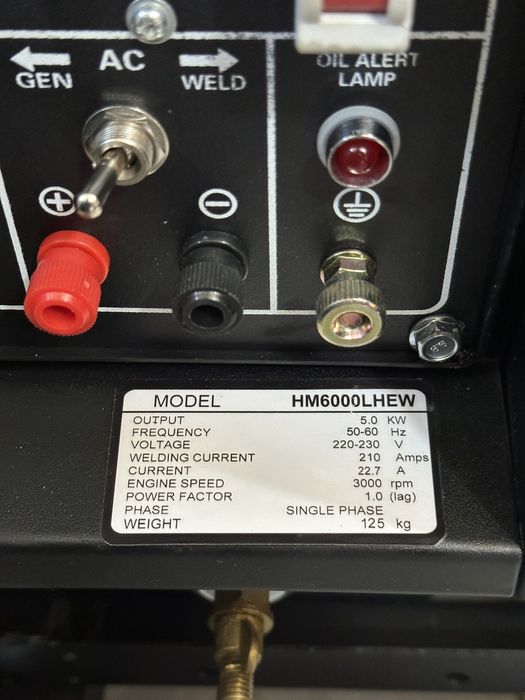 AC
GEN WELD
OIL ALERT
LAMP
+ −
MODEL HM6000LHEW
OUTPUT 5.0 KW
FREQUENCY 50-60 Hz
VOLTAGE 220-230 V
WELDING CURRENT 210 Amps
CURRENT 22.7 A
ENGINE SPEED 3000 rpm
POWER FACTOR 1.0 (lag)
PHASE SINGLE PHASE
WEIGHT 125 kg